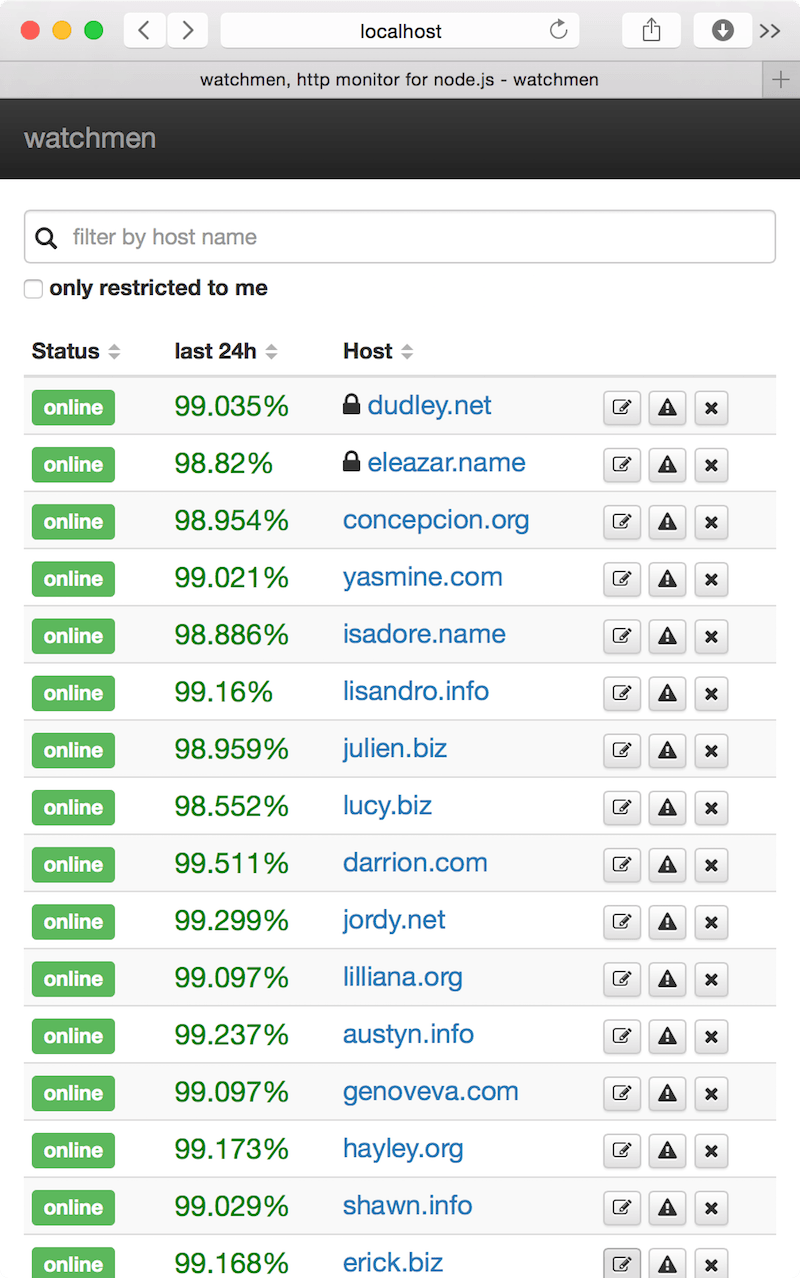 localhost
watchmen, http monitor for node.js - watchmen
watchmen
filter by host name
only restricted to me
Status last 24h Host
online 99.035% dudley.net
online 98.82% eleazar.name
online 98.954% concepcion.org
online 99.021% yasmine.com
online 98.886% isadore.name
online 99.16% lisandro.info
online 98.959% julien.biz
online 98.552% lucy.biz
online 99.511% darrion.com
online 99.299% jordy.net
online 99.097% lilliana.org
online 99.237% austyn.info
online 99.097% genoveva.com
online 99.173% hayley.org
online 99.029% shawn.info
online 99.168% erick.biz